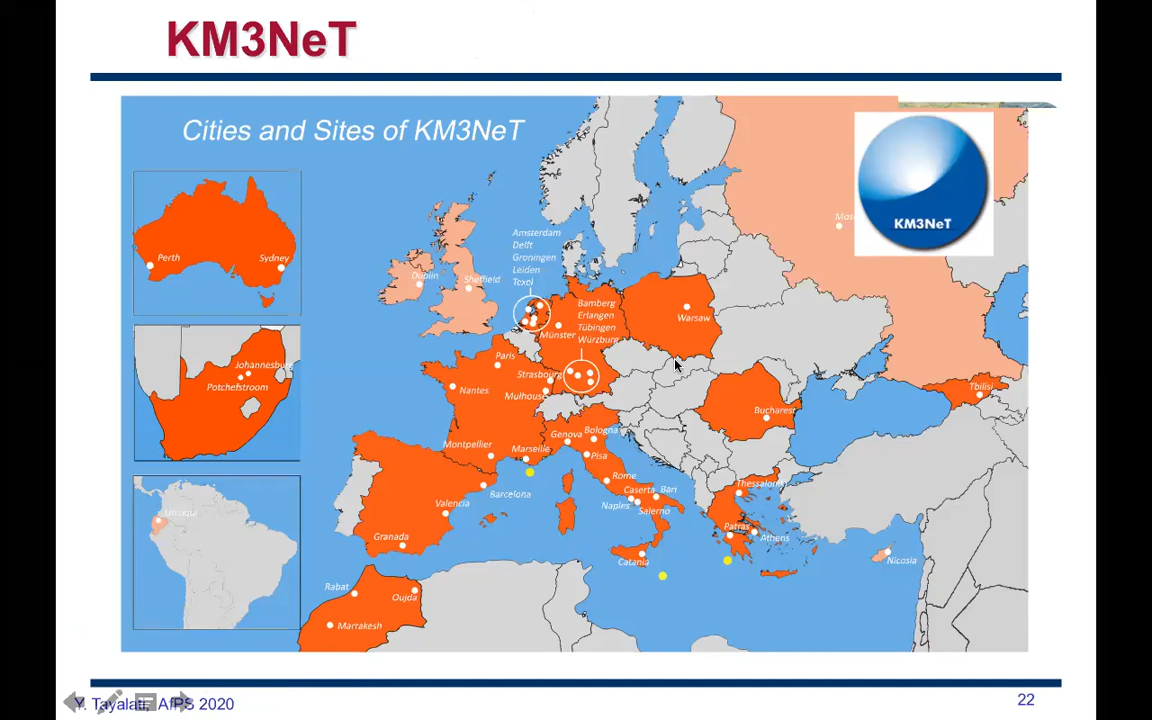 KM3NeT
Cities and Sites of KM3NeT
KM3NeT
Perth
Sydney
Johannesburg
Potchefstroom
Dublin
Sheffield
Amsterdam
Delft
Groningen
Leiden
Texel
Bamberg
Erlangen
Tübingen
Würzburg
Münster
Warsaw
Paris
Strasbourg
Nantes
Mulhouse
Bucharest
Tbilisi
Montpellier
Marseille
Genova
Bologna
Pisa
Rome
Caserta
Bari
Naples
Salerno
Barcelona
Valencia
Granada
Catania
Thessaloni
Patras
Athens
Nicosia
Rabat
Oujda
Marrakesh
Y. Tayalati, AfPS 2020
22